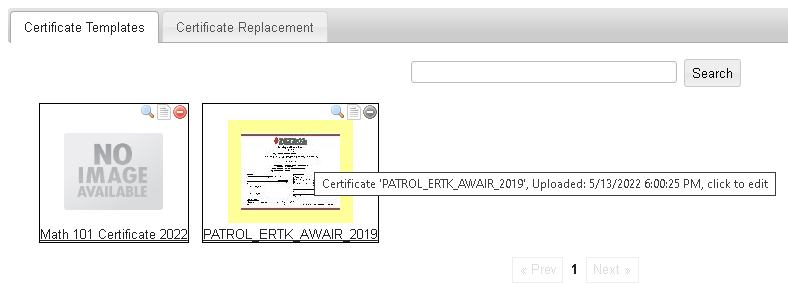 Certificate Templates
Certificate Replacement
Search
NO
IMAGE
AVAILABLE
PATROL
Certificate 'PATROL_ERTK_AWAIR_2019', Uploaded: 5/13/2022 6:00:25 PM, click to edit
Math 101 Certificate 2022
PATROL_ERTK_AWAIR_2019
« Prev
1
Next »